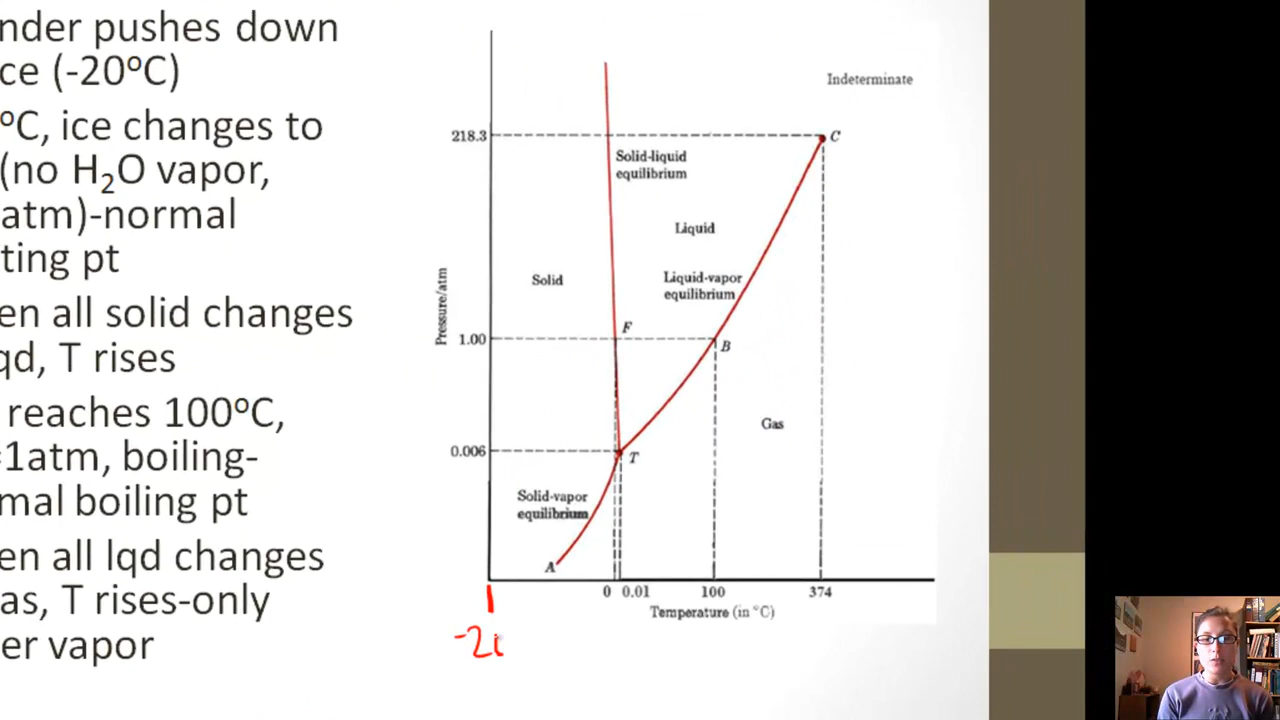 nder pushes down
ce (-20ºC)
ºC, ice changes to
(no H₂O vapor,
atm)-normal
ting pt
en all solid changes
qd, T rises
reaches 100ºC,
1atm, boiling-
mal boiling pt
en all lqd changes
as, T rises-only
er vapor
Indeterminate
218.3
C
Solid-liquid
equilibrium
Liquid
Solid
Liquid-vapor
equilibrium
Pressure/atm
F
1.00
B
Gas
0.006
T
Solid-vapor
equilibrium
A
0 0.01 100 374
Temperature (in °C)